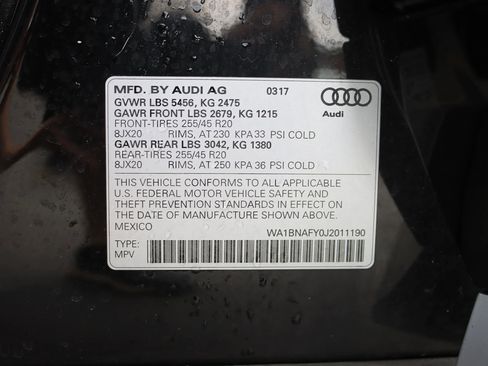 MFD. BY AUDI AG 0317
GVWR LBS 5456, KG 2475
GAWR FRONT LBS 2679, KG 1215
FRONT-TIRES 255/45 R20
8JX20 RIMS, AT 230 KPA 33 PSI COLD
GAWR REAR LBS 3042, KG 1380
REAR-TIRES 255/45 R20
8JX20 RIMS, AT 250 KPA 36 PSI COLD
Audi
THIS VEHICLE CONFORMS TO ALL APPLICABLE
U.S. FEDERAL MOTOR VEHICLE SAFETY AND
THEFT PREVENTION STANDARDS IN EFFECT ON
THE DATE OF MANUFACTURE SHOWN ABOVE.
MEXICO
WA1BNAFY0J2011190
TYPE:
MPV